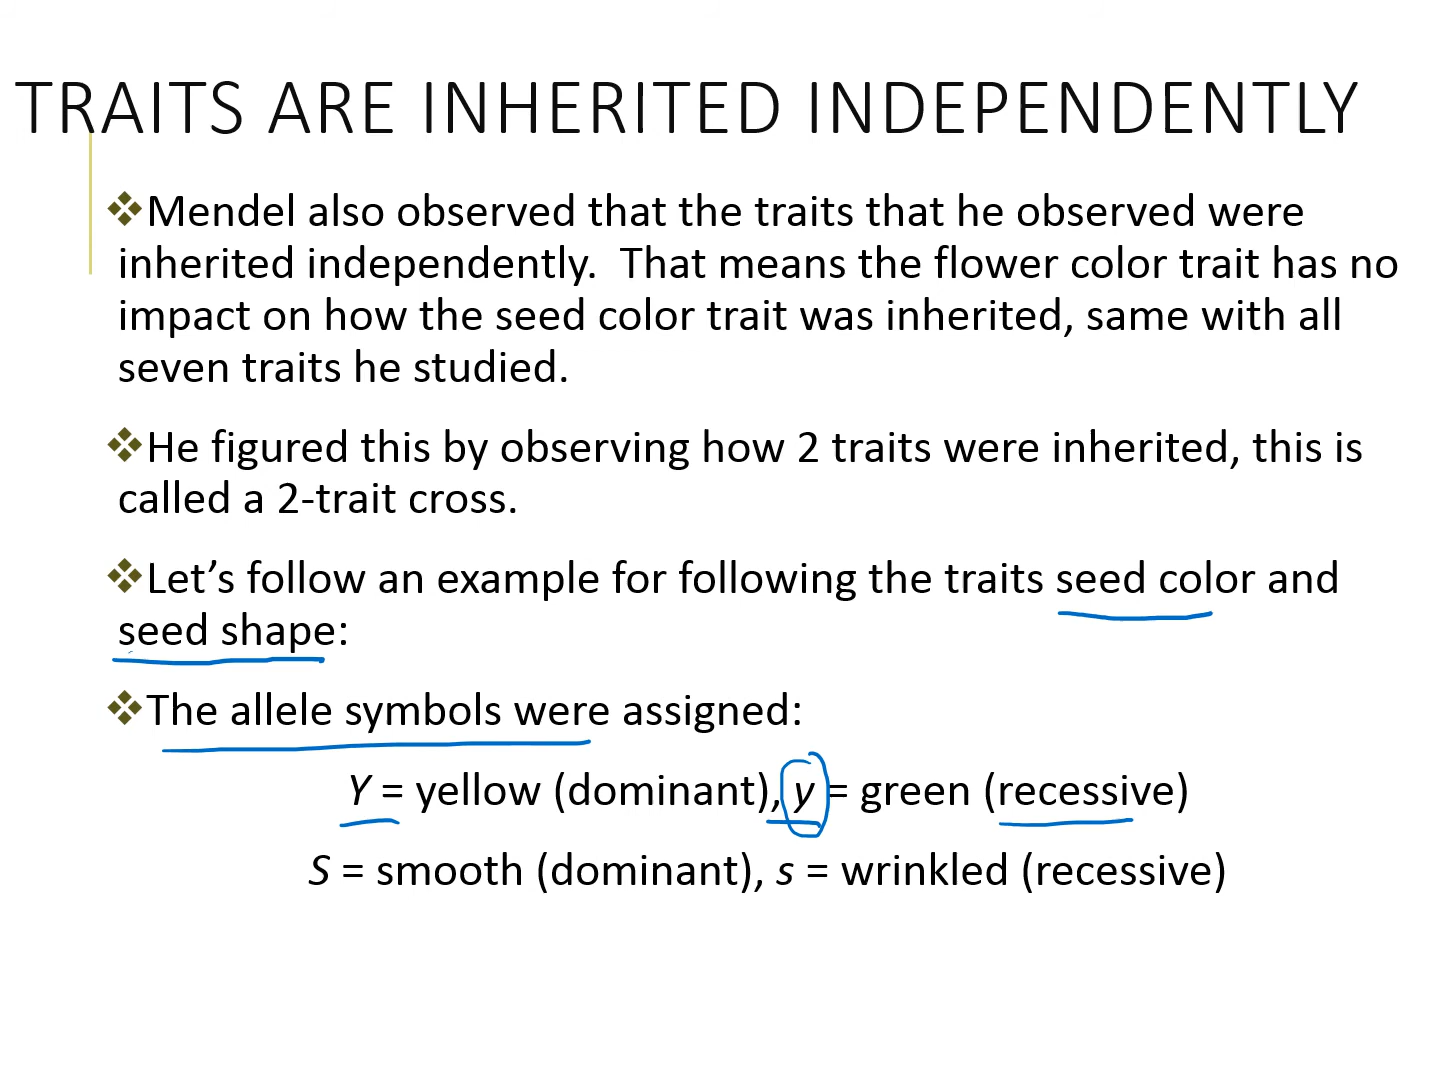 TRAITS ARE INHERITED INDEPENDENTLY
❖Mendel also observed that the traits that he observed were
inherited independently.  That means the flower color trait has no
impact on how the seed color trait was inherited, same with all
seven traits he studied.
❖He figured this by observing how 2 traits were inherited, this is
called a 2-trait cross.
❖Let’s follow an example for following the traits seed color and
seed shape:
❖The allele symbols were assigned:
Y = yellow (dominant), y = green (recessive)
S = smooth (dominant), s = wrinkled (recessive)